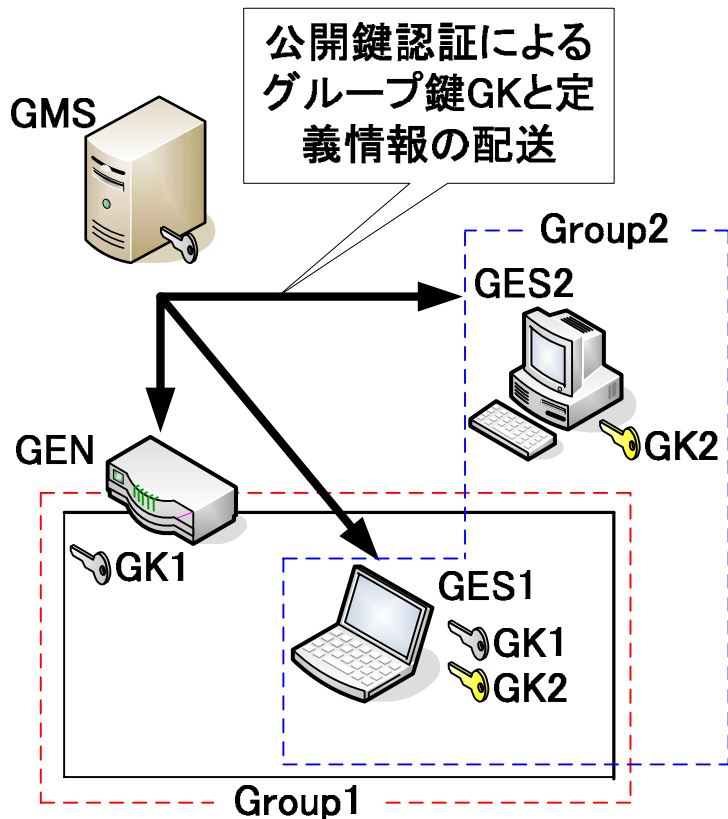 公開鍵認証による
グループ鍵GKと定
義情報の配送
GMS
Group2
GES2
GK2
GEN
GK1
GES1
GK1
GK2
Group1